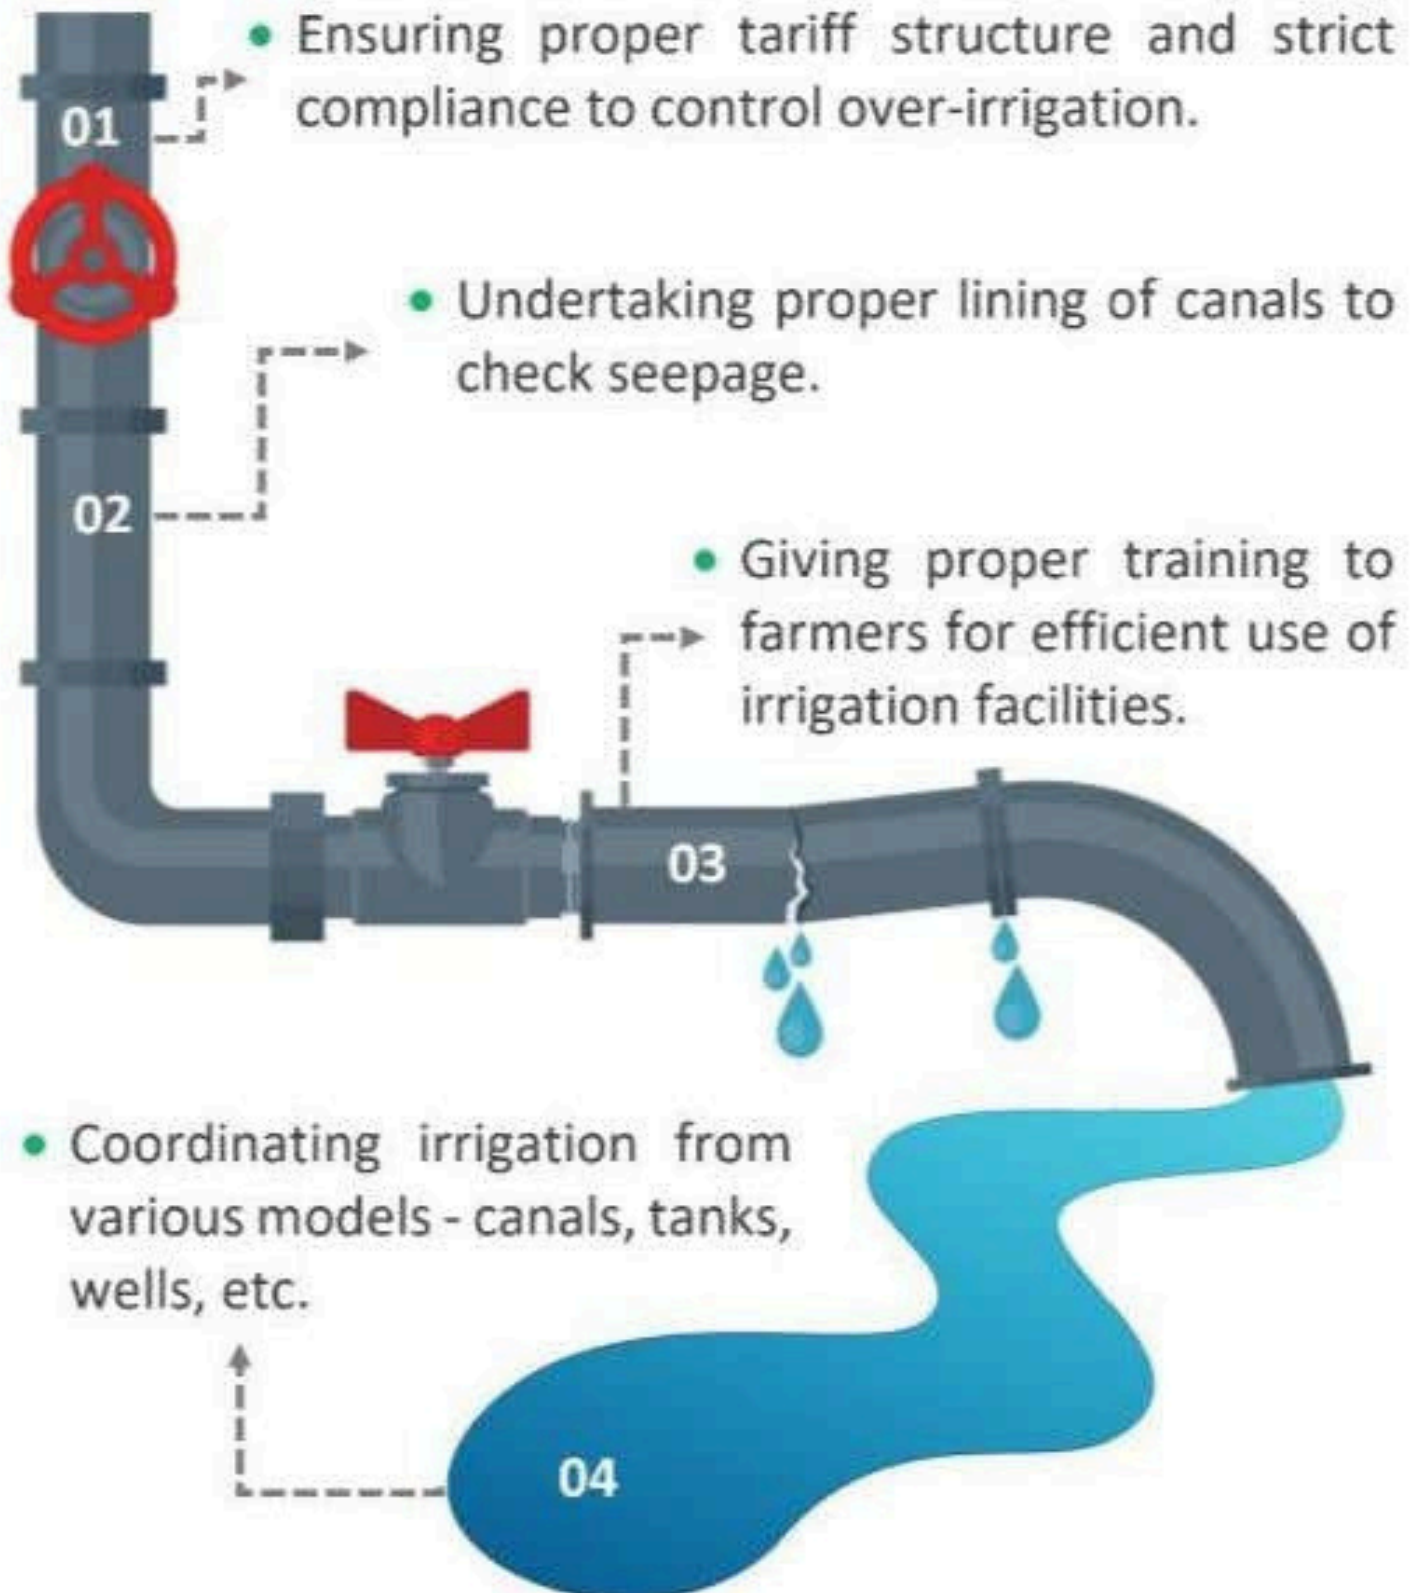 ● Ensuring proper tariff structure and strict
compliance to control over-irrigation.
01
● Undertaking proper lining of canals to
check seepage.
02
● Giving proper training to
farmers for efficient use of
irrigation facilities.
03
● Coordinating irrigation from
various models - canals, tanks,
wells, etc.
04